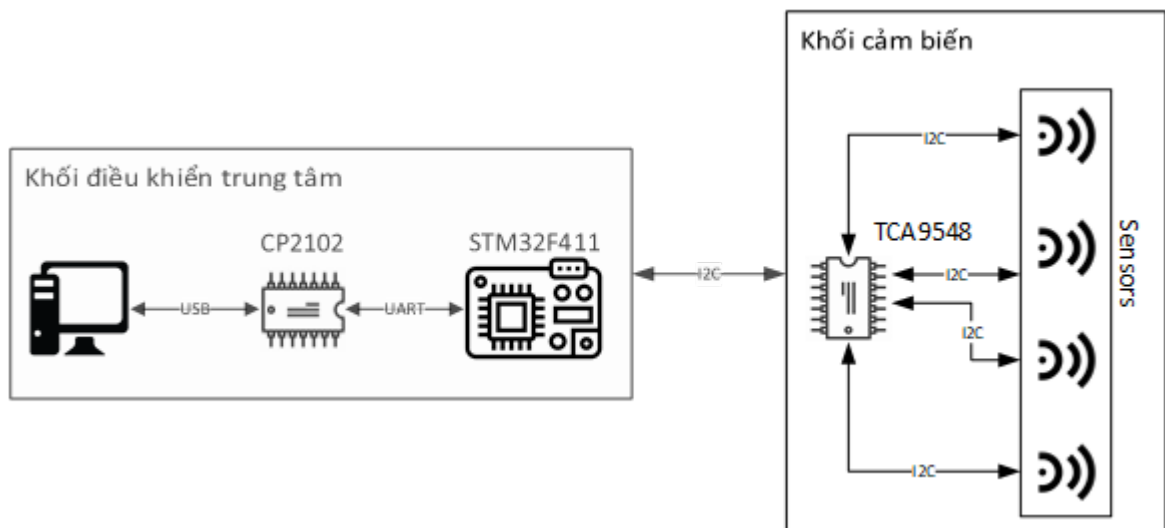 Khối cảm biến
I2C
Khối điều khiển trung tâm
CP2102
STM32F411
USB
UART
I2C
TCA9548
I2C
I2C
I2C
Sensors